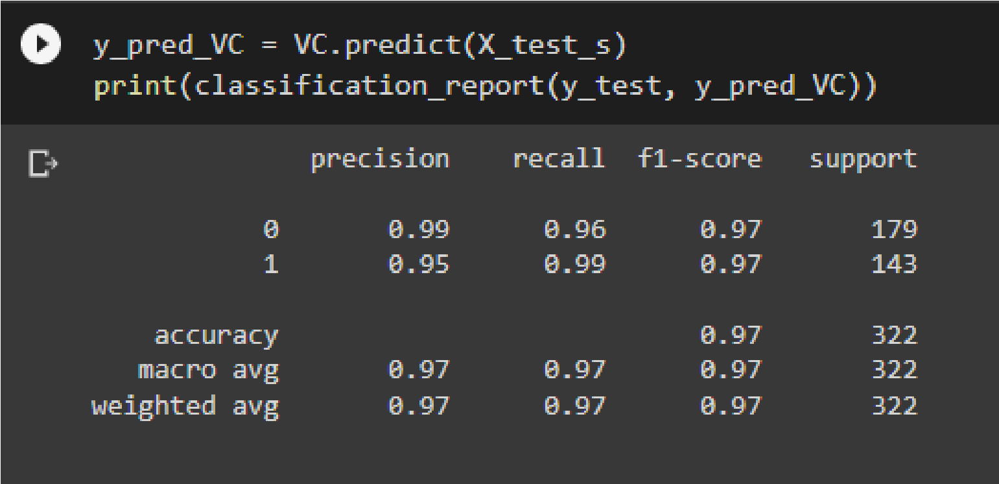 y_pred_VC = VC.predict(X_test_s)
print(classification_report(y_test, y_pred_VC))
precision recall f1-score support
0 0.99 0.96 0.97 179
1 0.95 0.99 0.97 143
accuracy 0.97 322
macro avg 0.97 0.97 0.97 322
weighted avg 0.97 0.97 0.97 322